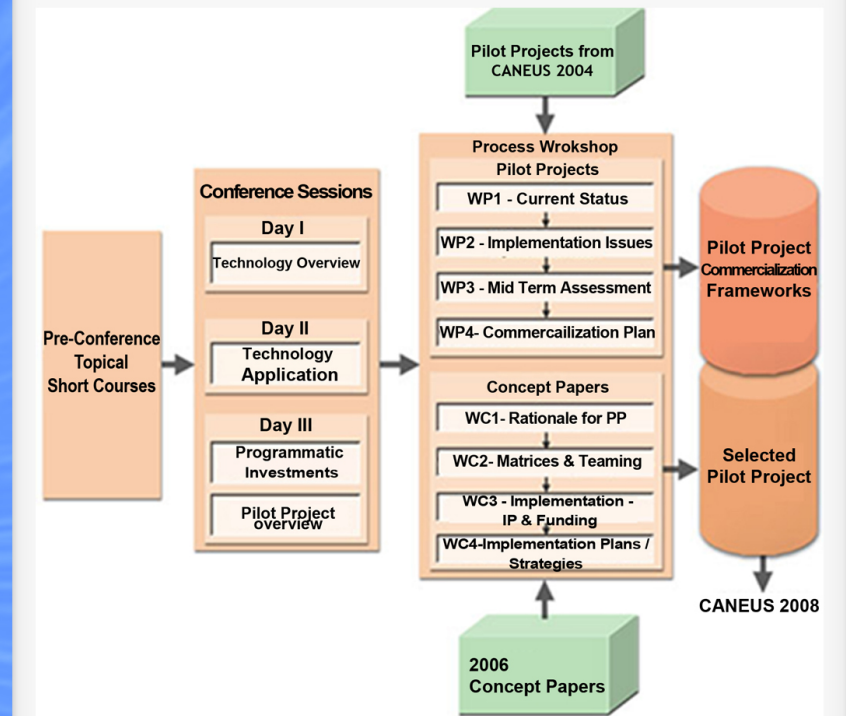 Pilot Projects from
CANEUS 2004
Pre-Conference
Topical
Short Courses
Conference Sessions
Day I
Technology Overview
Day II
Technology
Application
Day III
Programmatic
Investments
Pilot Project
overview
Process Wrokshop
Pilot Projects
WP1 - Current Status
WP2 - Implementation Issues
WP3 - Mid Term Assessment
WP4- Commercailization Plan
Concept Papers
WC1- Rationale for PP
WC2- Matrices & Teaming
WC3 - Implementation -
IP & Funding
WC4-Implementation Plans /
Strategies
Pilot Project
Commercialization
Frameworks
Selected
Pilot Project
CANEUS 2008
2006
Concept Papers